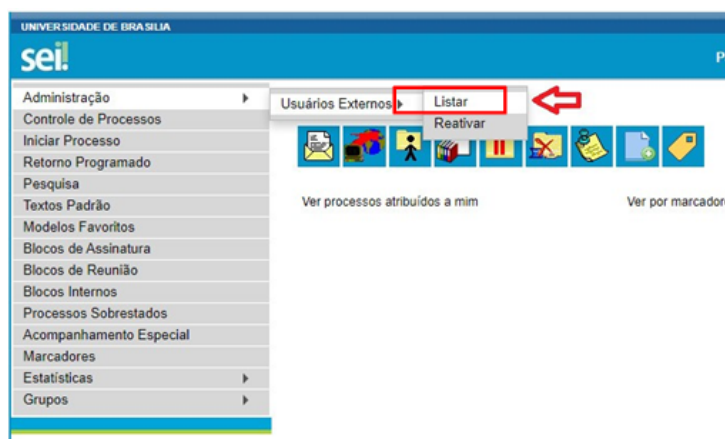 UNIVERSIDADE DE BRASILIA
sei!
P
Administração
Usuários Externos
Listar
Reativar
Controle de Processos
Iniciar Processo
Retorno Programado
Pesquisa
Textos Padrão
Ver processos atribuídos a mim
Ver por marcadore
Modelos Favoritos
Blocos de Assinatura
Blocos de Reunião
Blocos Internos
Processos Sobrestados
Acompanhamento Especial
Marcadores
Estatísticas
Grupos